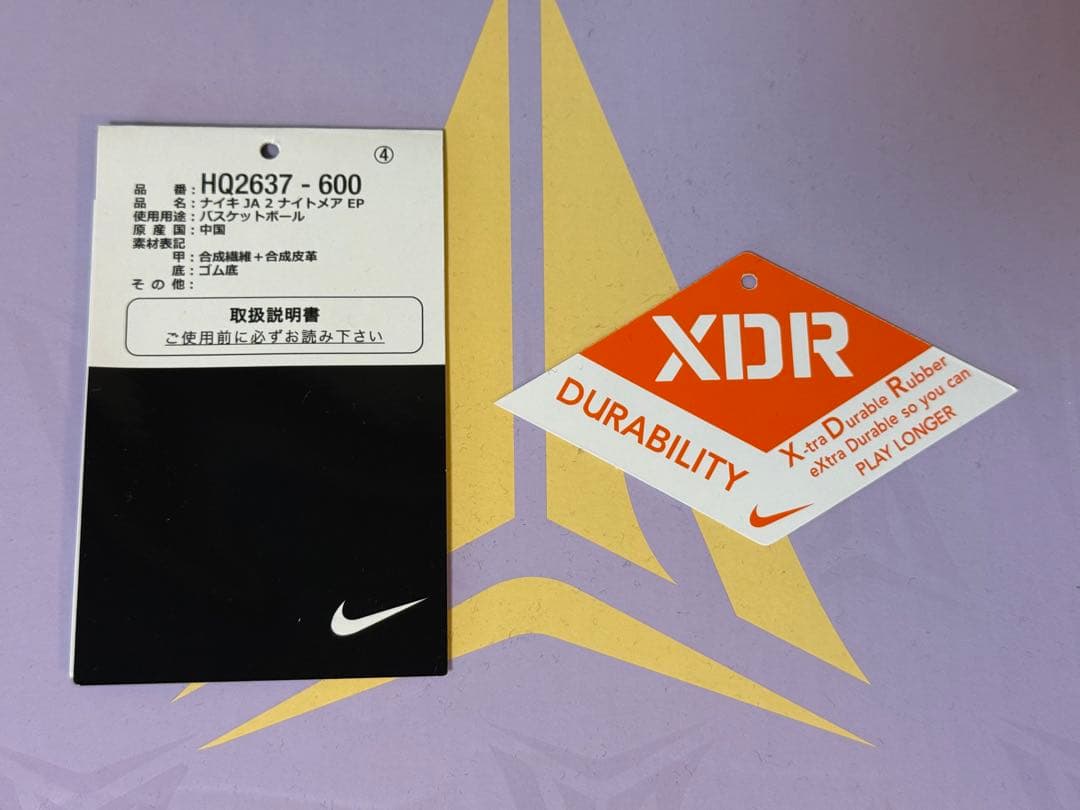 ④
品番：HQ2637 - 600
品名：ナイキ JA 2 ナイトメア EP
使用用途：バスケットボール
原産国：中国
素材表記
甲：合成繊維＋合成皮革
底：ゴム底
その他：
取扱説明書
ご使用前に必ずお読み下さい
XDR
DURABILITY
X-tra Durable Rubber
eXtra Durable so you can
PLAY LONGER